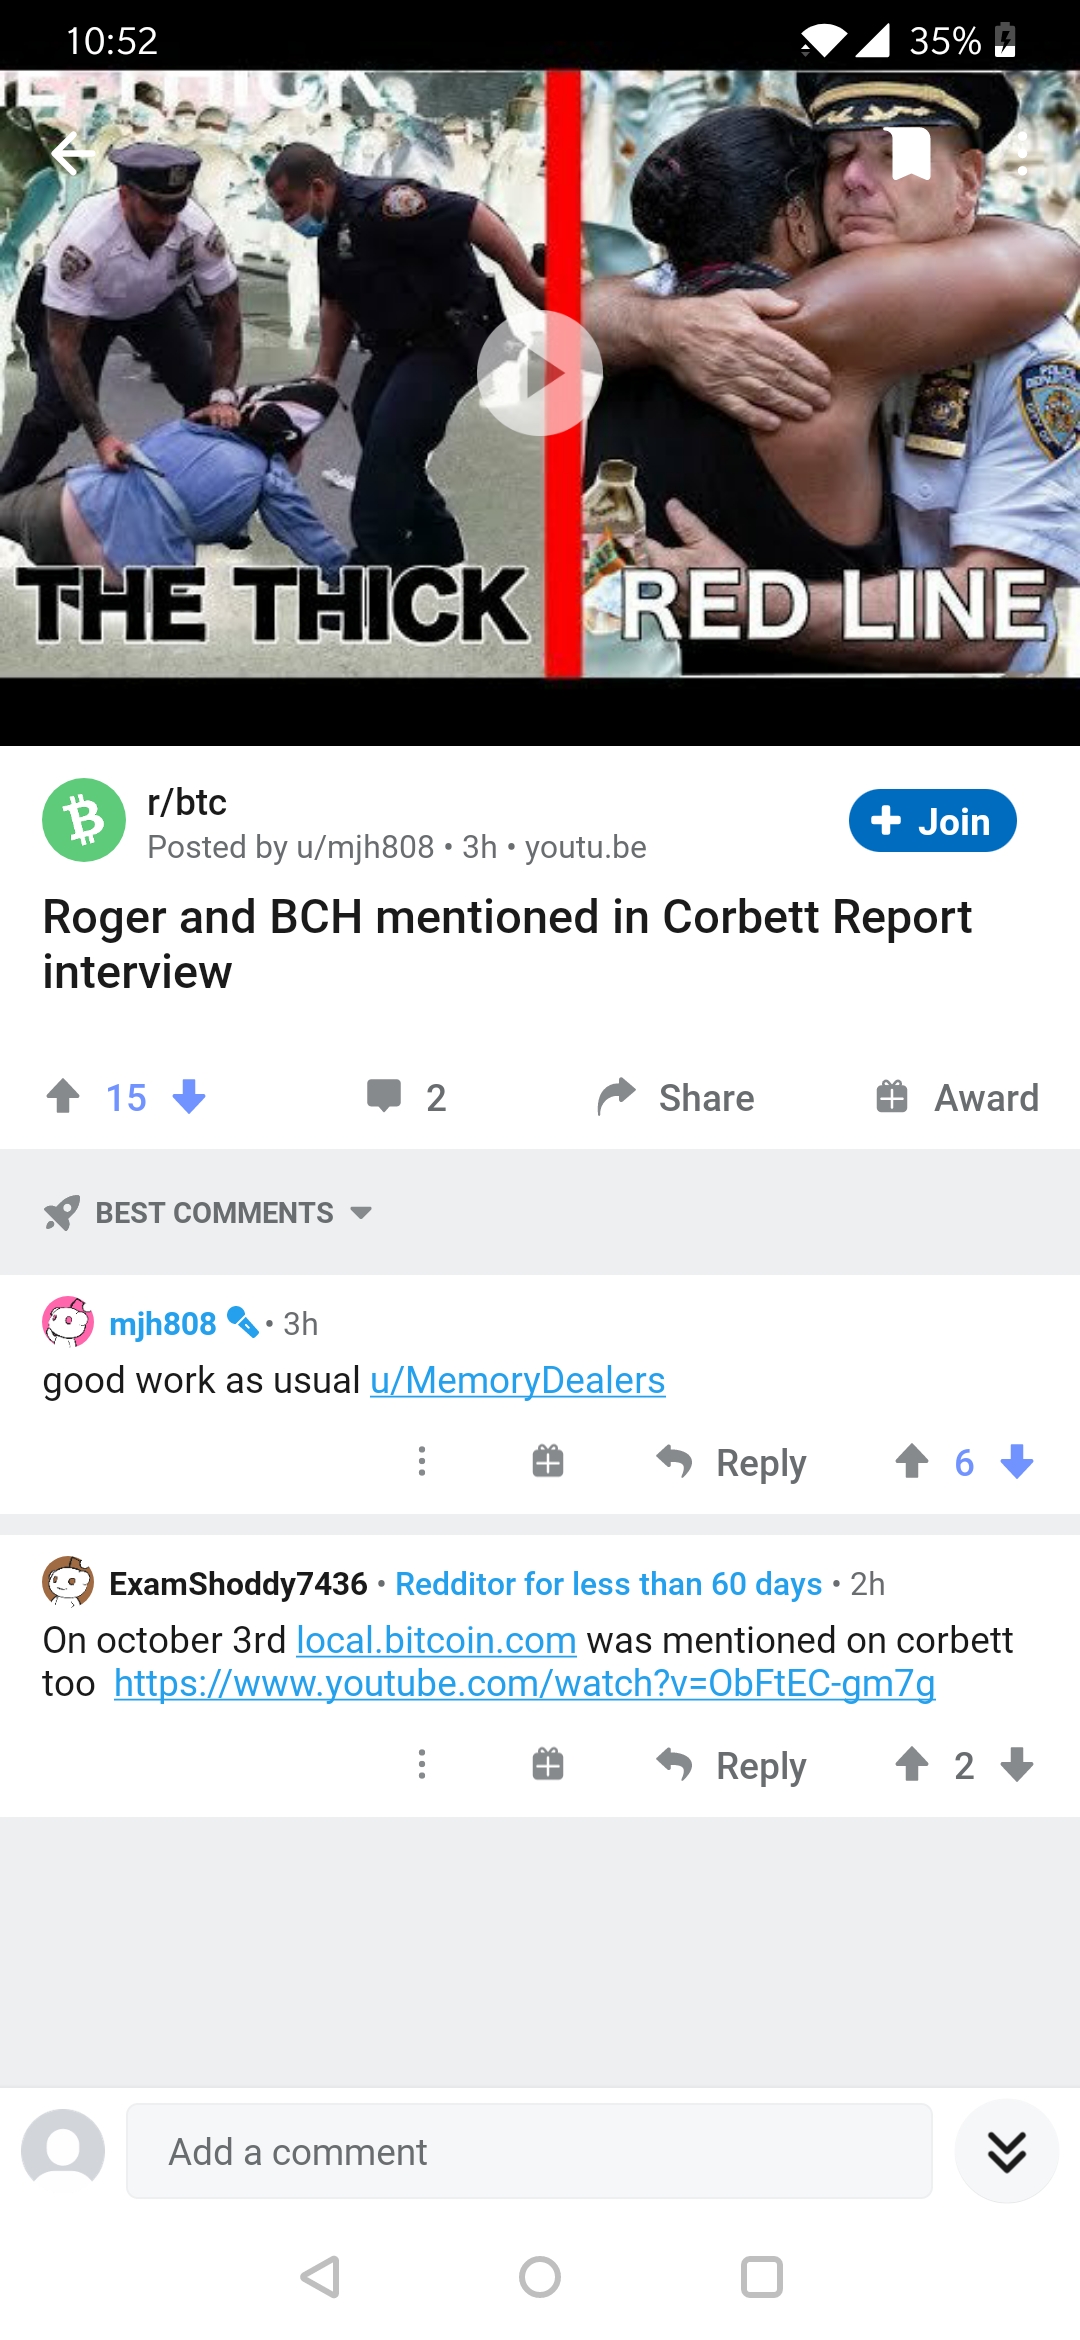 10:52
35%
THE THICK
RED LINE
r/btc
Posted by u/mjh808 • 3h • youtu.be
Join
Roger and BCH mentioned in Corbett Report
interview
15
2
Share
Award
BEST COMMENTS
mjh808 • 3h
good work as usual u/MemoryDealers
Reply
6
ExamShoddy7436 • Redditor for less than 60 days • 2h
On october 3rd local.bitcoin.com was mentioned on corbett
too https://www.youtube.com/watch?v=ObFtEC-gm7g
Reply
2
Add a comment